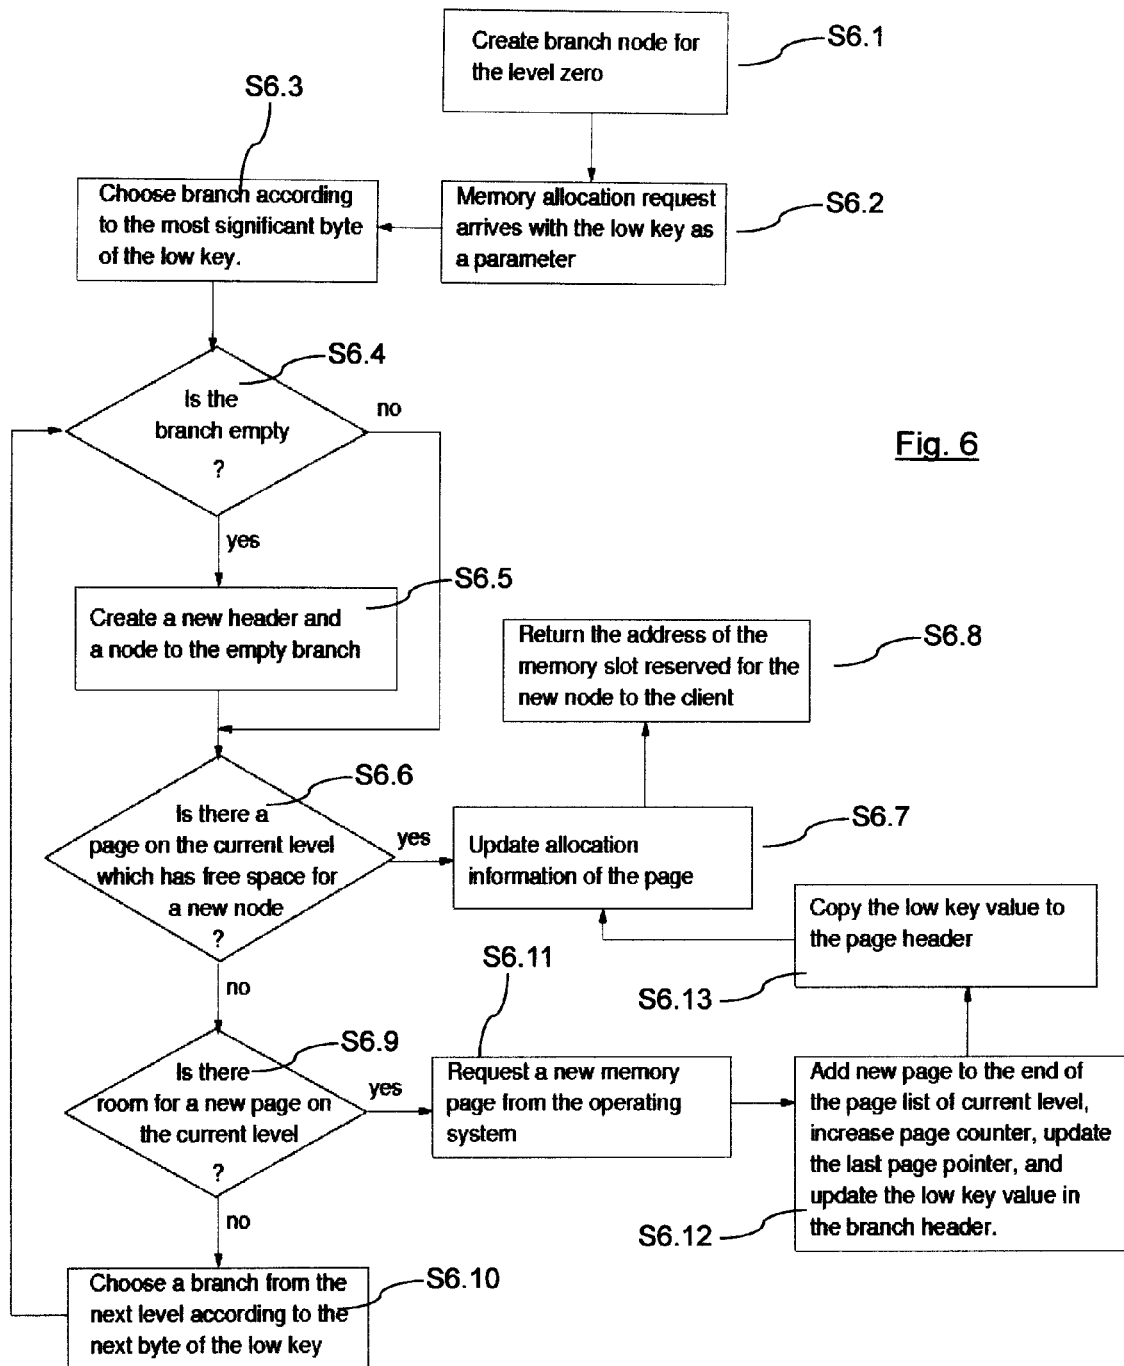 Create branch node for
the level zero
S6.1
S6.3
Choose branch according
to the most significant byte
of the low key.
Memory allocation request
arrives with the low key as
a parameter
S6.2
S6.4
Is the
branch empty
?
no
yes
Fig. 6
S6.5
Create a new header and
a node to the empty branch
Return the address of the
memory slot reserved for the
new node to the client
S6.8
S6.6
Is there a
page on the current level
which has free space for
a new node
?
yes
no
Update allocation
information of the page
S6.7
Copy the low key value to
the page header
S6.13
S6.11
S6.9
Is there
room for a new page on
the current level
?
yes
no
Request a new memory
page from the operating
system
Add new page to the end of
the page list of current level,
increase page counter, update
the last page pointer, and
update the low key value in
the branch header.
S6.12
S6.10
Choose a branch from the
next level according to the
next byte of the low key